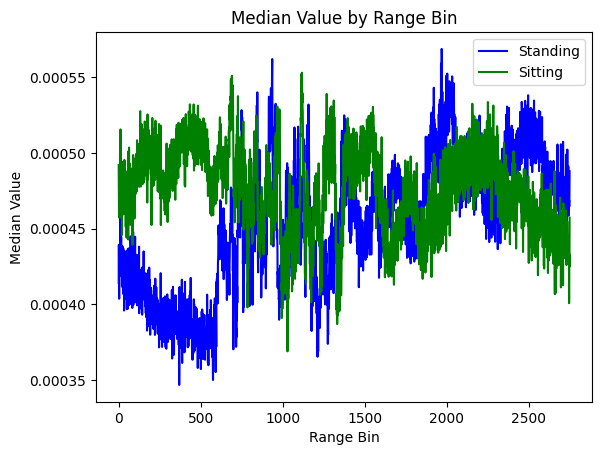 Median Value by Range Bin
Standing
Sitting
0.00055
0.00050
0.00045
0.00040
0.00035
Median Value
0 500 1000 1500 2000 2500
Range Bin